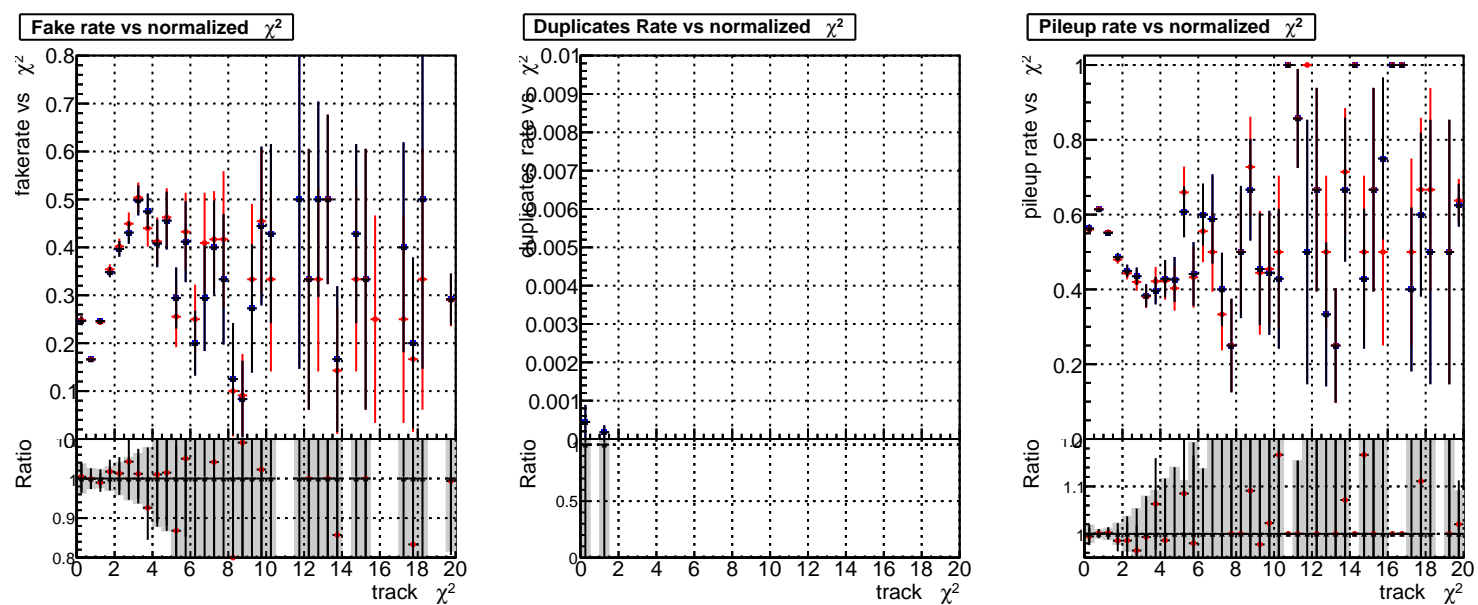 Fake rate vs normalized χ²
fakerate vs χ²
0.8
0.7
0.6
0.5
0.4
0.3
0.2
0.1
Ratio
1
0.9
0.8
0 2 4 6 8 10 12 14 16 18 20
track χ²
Duplicates Rate vs normalized χ²
duplicates rate vs χ²
0.01
0.009
0.008
0.007
0.006
0.005
0.004
0.003
0.002
0.001
0
Ratio
0.5
0
0 2 4 6 8 10 12 14 16 18 20
track χ²
Pileup rate vs normalized χ²
pileup rate vs χ²
1
0.8
0.6
0.4
0.2
Ratio
1.1
1
0 2 4 6 8 10 12 14 16 18 20
track χ²